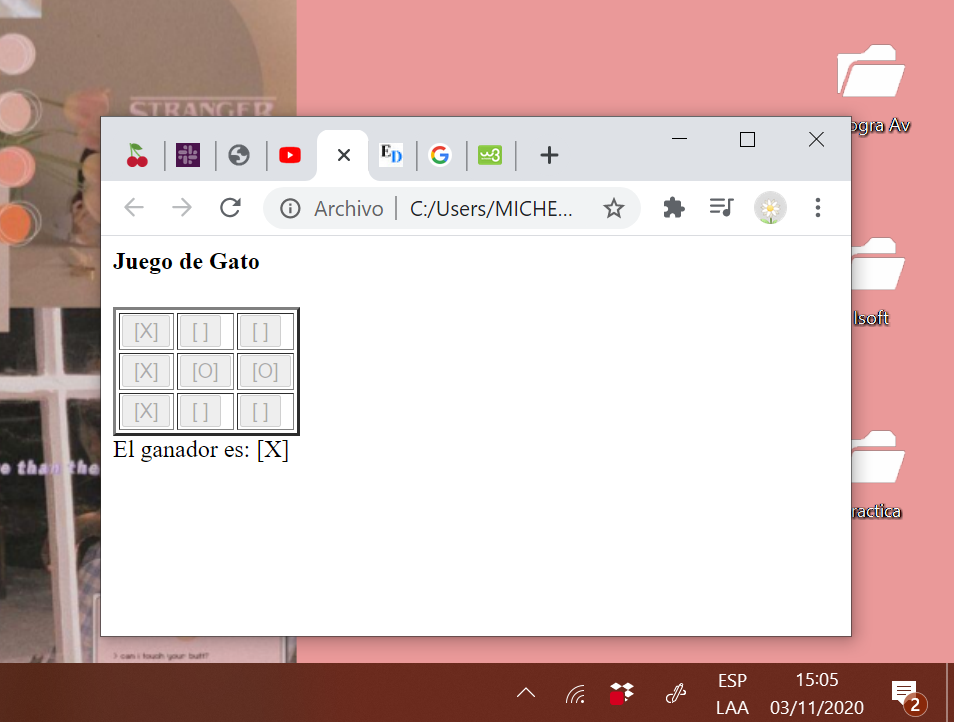 STRANGER
ogra Av
Archivo
C:/Users/MICHE...
Juego de Gato
lsoft
[X] [ ] [ ]
[X] [O] [O]
[X] [ ] [ ]
El ganador es: [X]
e than the
ractica
> can i touch your butt?
ESP
LAA
15:05
03/11/2020
2